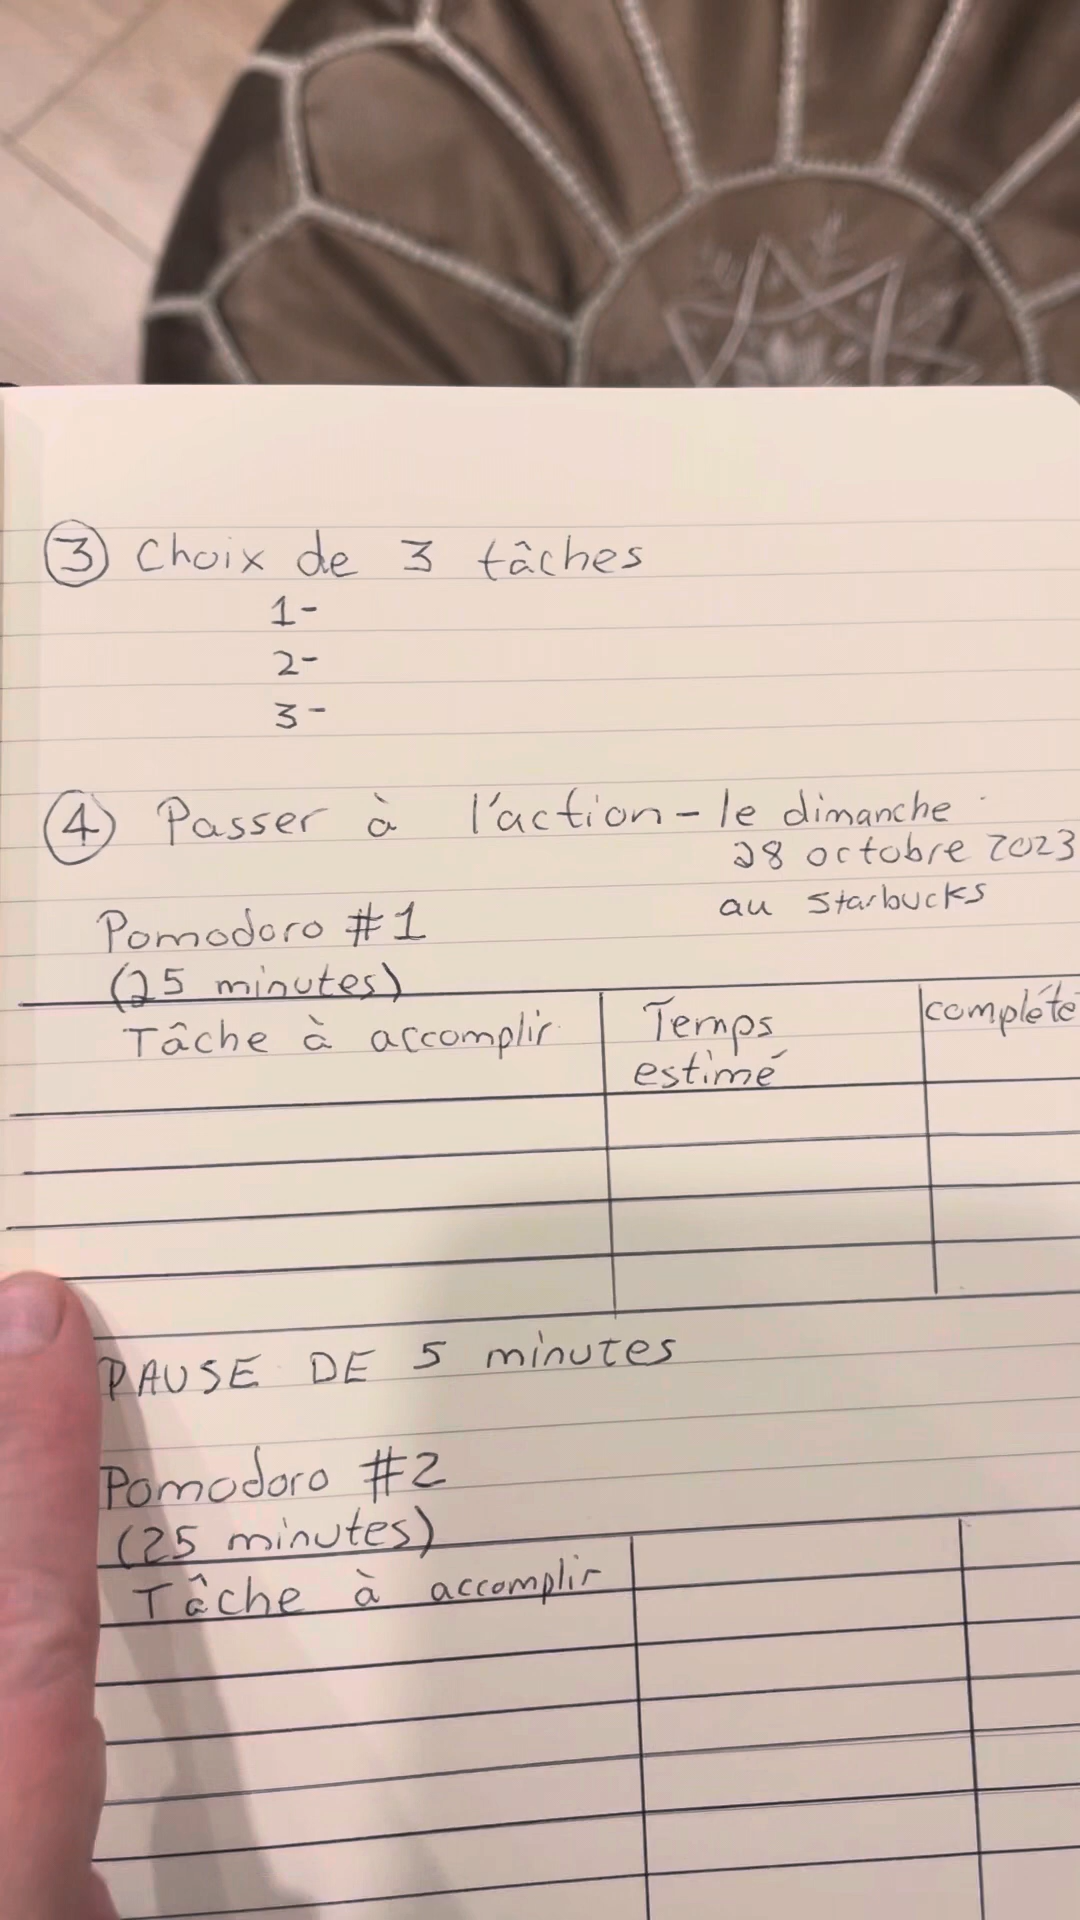 ③ Choix de 3 tâches
1-
2-
3-
④ Passer à l'action - le dimanche
28 octobre 2023
au Starbucks
Pomodoro #1
(25 minutes)
Tâche à accomplir
Temps
estimé
complété
PAUSE DE 5 minutes
Pomodoro #2
(25 minutes)
Tâche à accomplir